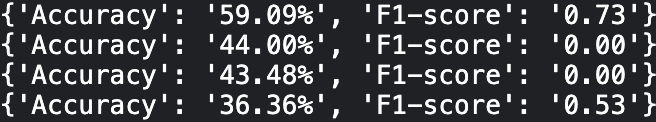 {'Accuracy': '59.09%', 'F1-score': '0.73'}
{'Accuracy': '44.00%', 'F1-score': '0.00'}
{'Accuracy': '43.48%', 'F1-score': '0.00'}
{'Accuracy': '36.36%', 'F1-score': '0.53'}